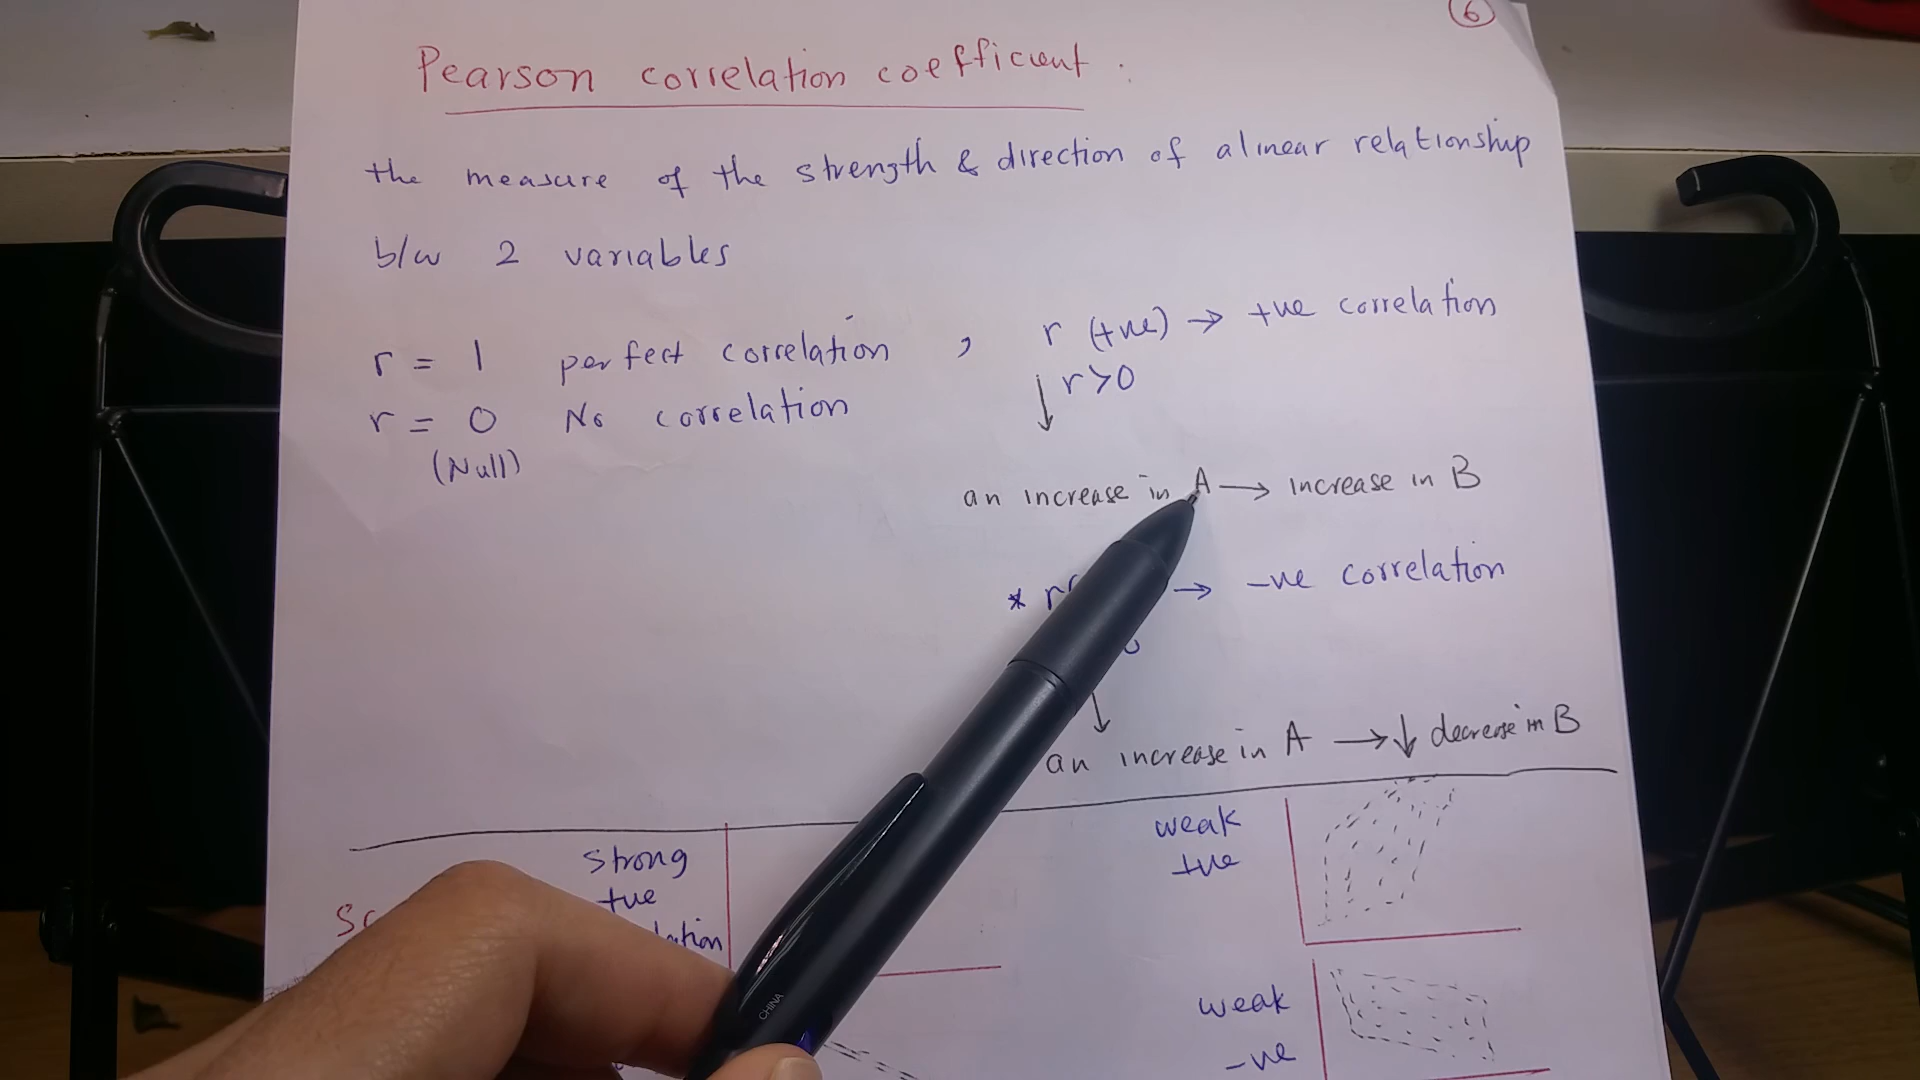 6
Pearson correlation coefficient :
the measure of the strength & direction of a linear relationship
b/w 2 variables
r = 1 perfect correlation , r (+ve) → +ve correlation
↓ r>0
r = 0 No correlation
(Null)
an increase in A → increase in B
* r → -ve correlation
↓
an increase in A → ↓ decrease in B
strong
+ve
weak
+ve
weak
-ve
CHINA